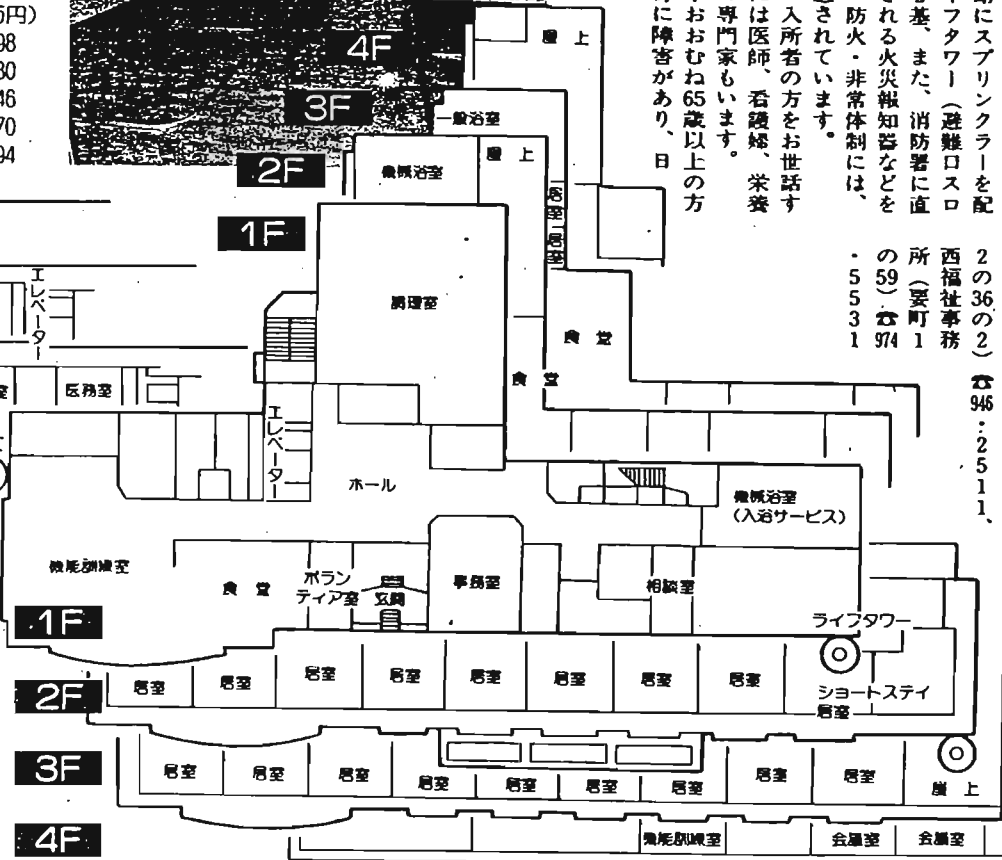 動にスプリンクラーを配
イフタワー（避難口スロ
基、また、消防署に直
される火災報知器などを
防火・非常体制には、
されています。
入所者の方をお世話す
は医師、看護婦、栄養
専門家もいます。
おおむね65歳以上の方
に障害があり、日
2の36の2）☎946・2511、
西福祉事務
所（要町1
の59）☎974
・5531
円）
98
80
46
70
94
4F
3F
2F
1F
屋上
一般浴室
機械浴室
屋上
居室
居室
調理室
食堂
食堂
エレベーター
医務室
エレベーター
ホール
機械浴室
（入浴サービス）
機能訓練室
食堂
ボラン
ティア室
玄関
事務室
相談室
1F
ライフタワー
2F
居室
居室
居室
居室
居室
居室
居室
居室
ショートステイ
居室
3F
居室
居室
居室
居室
居室
居室
居室
居室
居室
屋上
4F
機能訓練室
会議室
会議室